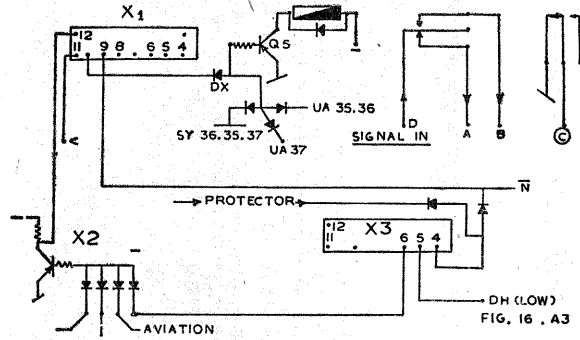 X1
12
11 9 8 6 5 4
Q5
DX
UA 35.36
SY 36.35.37
UA 37
D
SIGNAL IN
A
B
C
A
N
PROTECTOR
X2
X3
12
11 6 5 4
DH (LOW)
FIG. 16 . A3
AVIATION